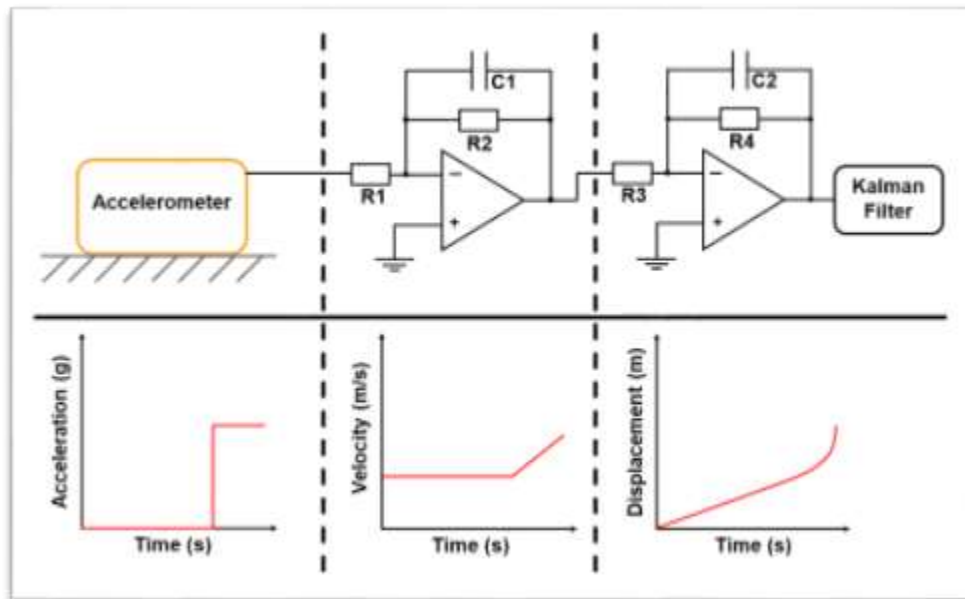 Accelerometer
R1
C1
R2
−
+
R3
C2
R4
−
+
Kalman
Filter
Acceleration (g)
Time (s)
Velocity (m/s)
Time (s)
Displacement (m)
Time (s)